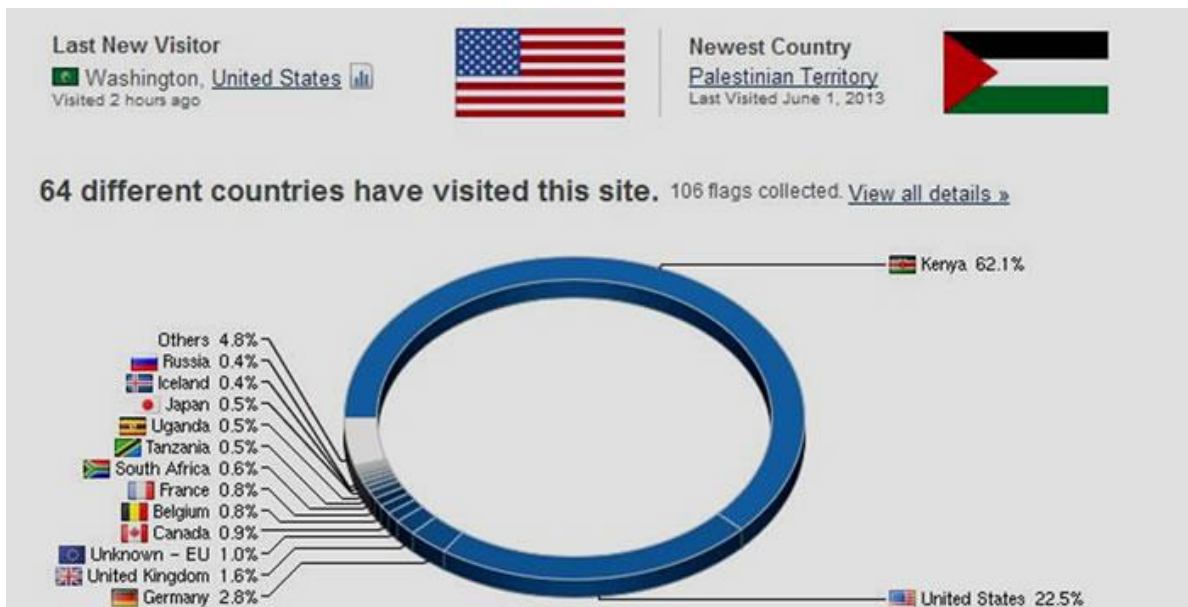 Last New Visitor
Washington, United States
Visited 2 hours ago
Newest Country
Palestinian Territory
Last Visited June 1, 2013
64 different countries have visited this site. 106 flags collected. View all details »
Kenya 62.1%
Others 4.8%
Russia 0.4%
Iceland 0.4%
Japan 0.5%
Uganda 0.5%
Tanzania 0.5%
South Africa 0.6%
France 0.8%
Belgium 0.8%
Canada 0.9%
Unknown - EU 1.0%
United Kingdom 1.6%
Germany 2.8%
United States 22.5%